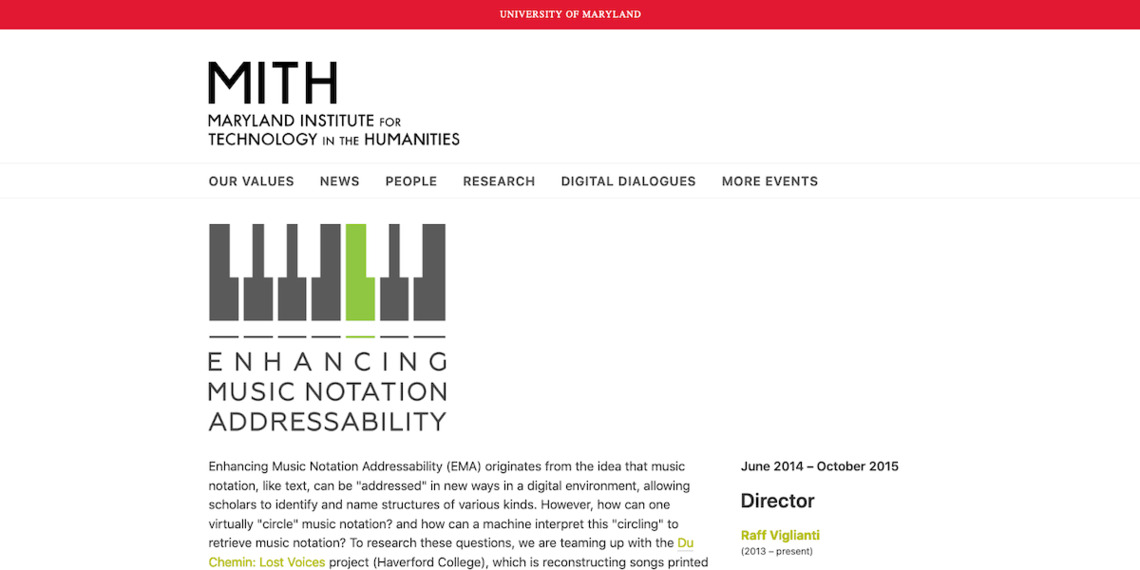 UNIVERSITY OF MARYLAND
MITH
MARYLAND INSTITUTE FOR
TECHNOLOGY IN THE HUMANITIES
OUR VALUES NEWS PEOPLE RESEARCH DIGITAL DIALOGUES MORE EVENTS
ENHANCING
MUSIC NOTATION
ADDRESSABILITY
Enhancing Music Notation Addressability (EMA) originates from the idea that music
notation, like text, can be "addressed" in new ways in a digital environment, allowing
scholars to identify and name structures of various kinds. However, how can one
virtually "circle" music notation? and how can a machine interpret this "circling" to
retrieve music notation? To research these questions, we are teaming up with the Du
Chemin: Lost Voices project (Haverford College), which is reconstructing songs printed
June 2014 – October 2015
Director
Raff Viglianti
(2013 – present)